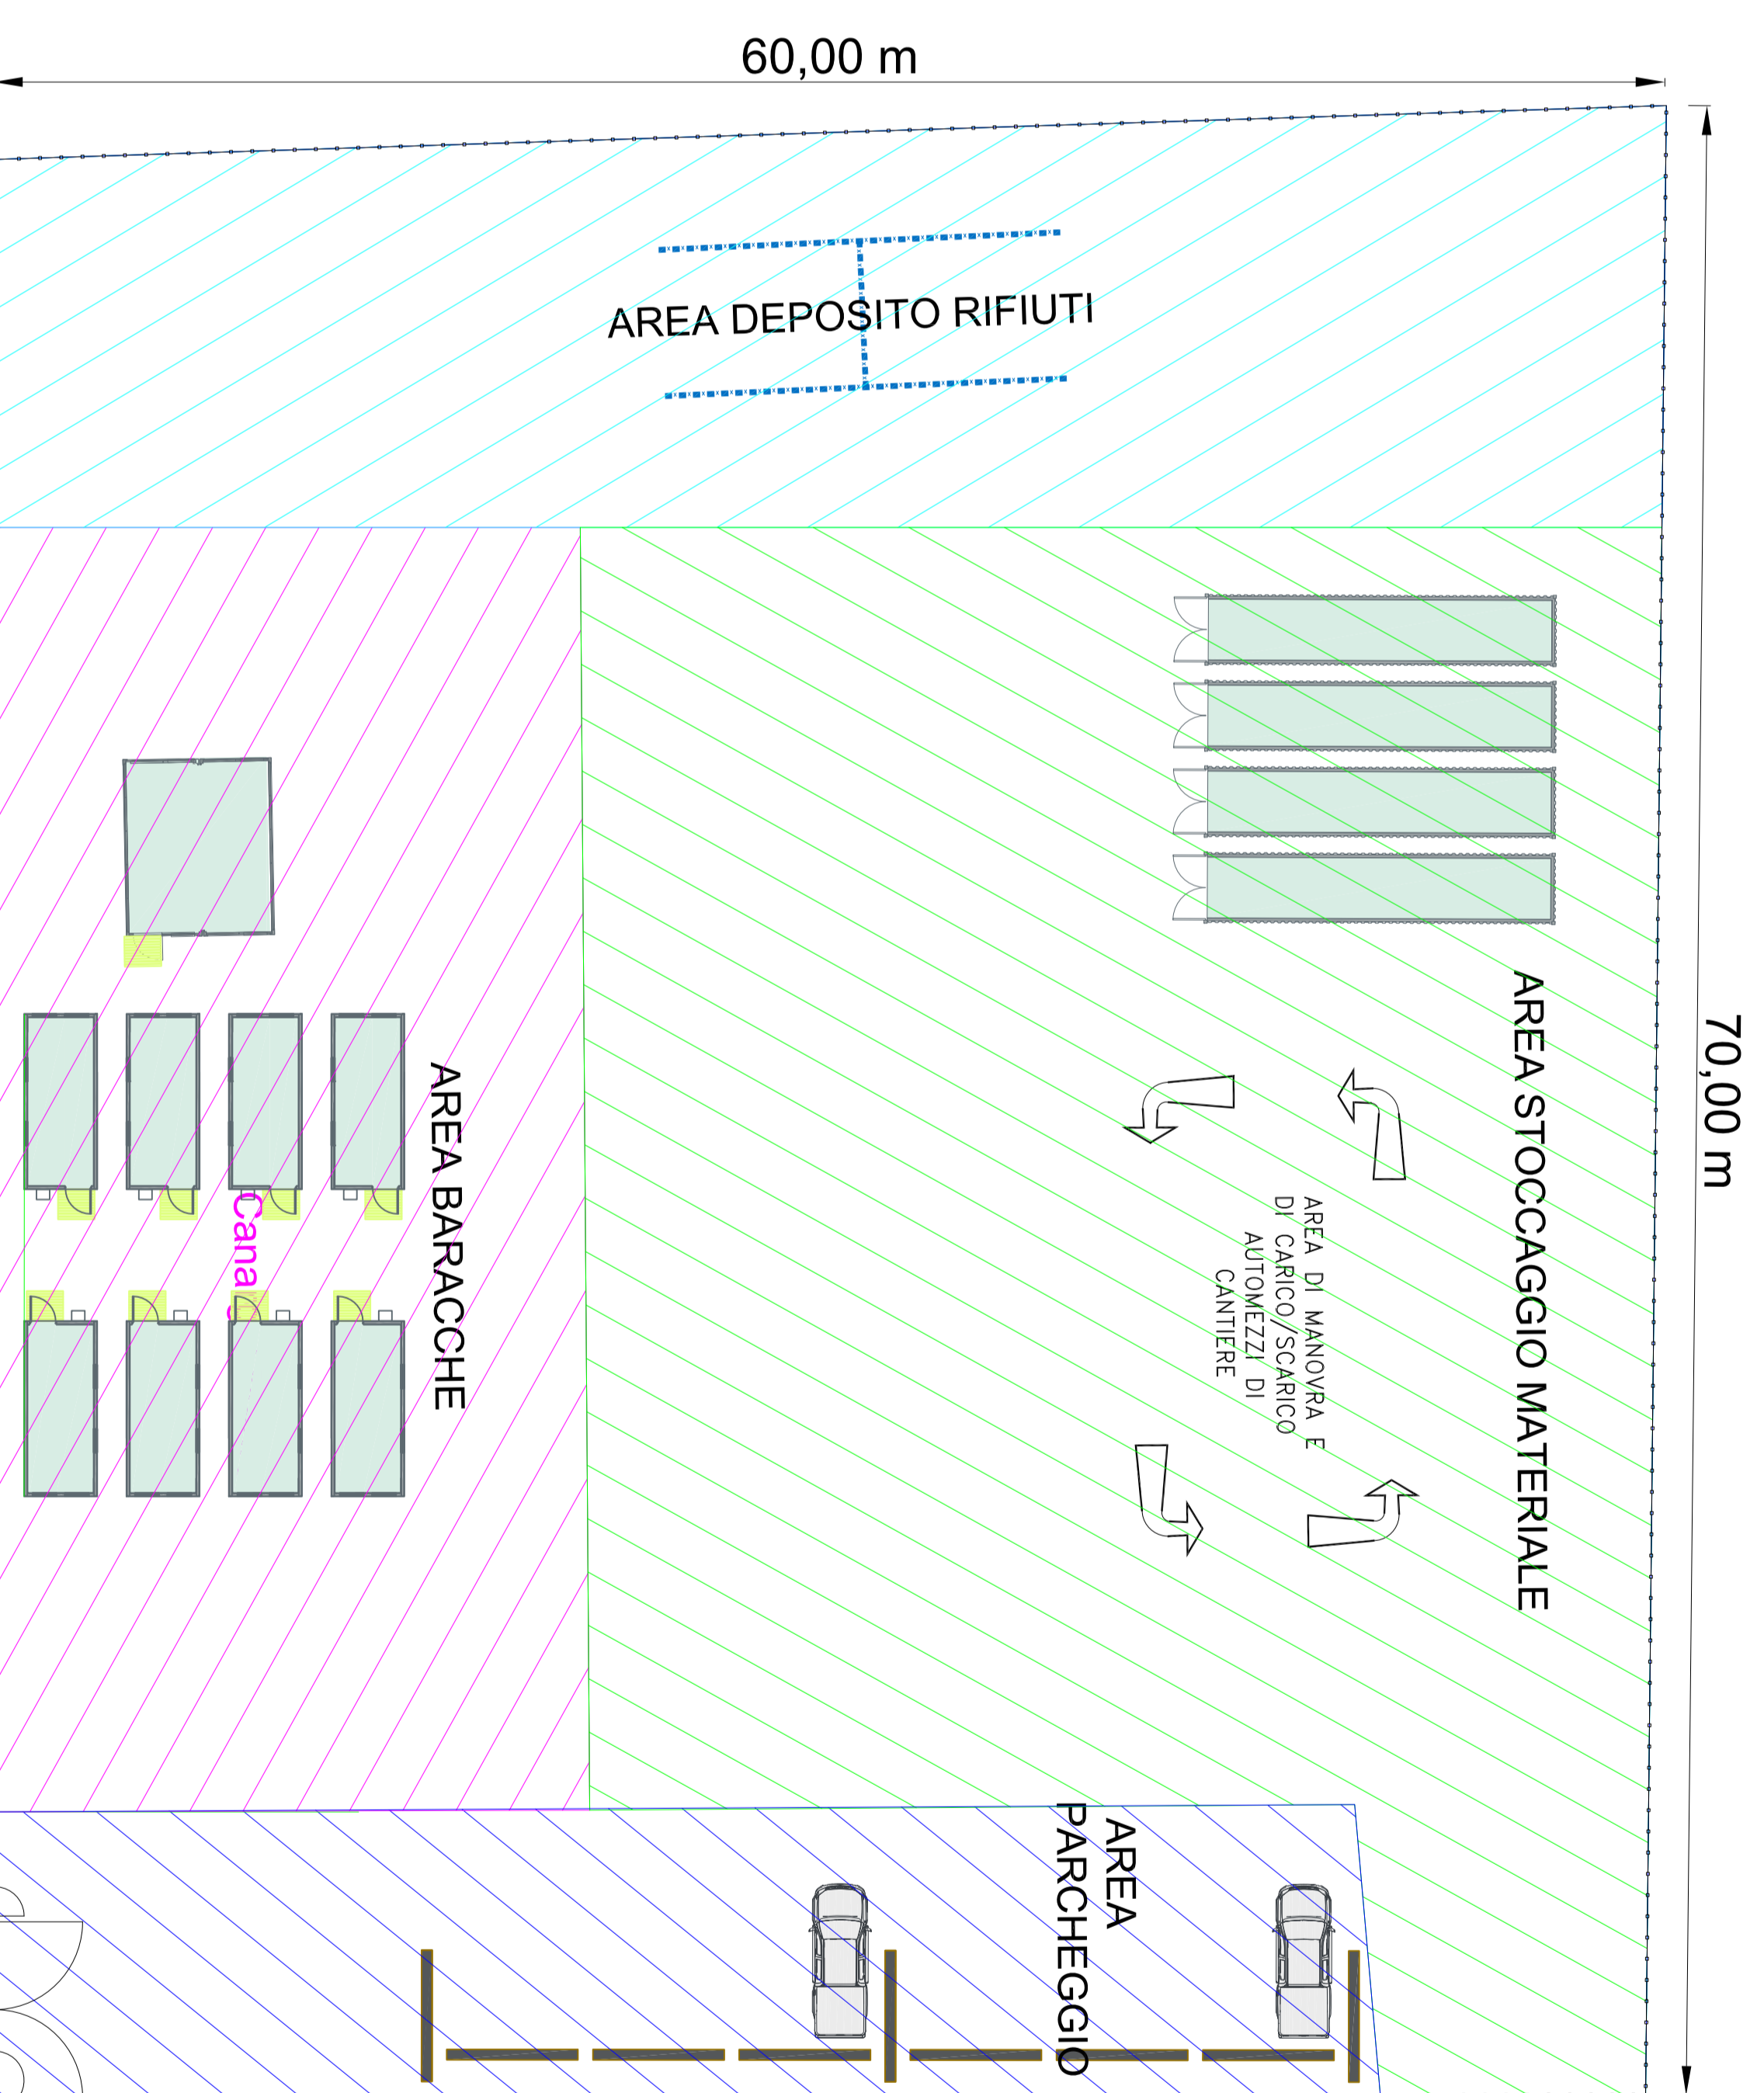 60,00 m
AREA DEPOSITO RIFIUTI
70,00 m
AREA STOCCAGGIO MATERIALE
AREA DI MANOVRA E
DI CARICO/SCARICO
AUTOMEZZI DI
CANTIERE
AREA BARACCHE
AREA
PARCHEGGIO